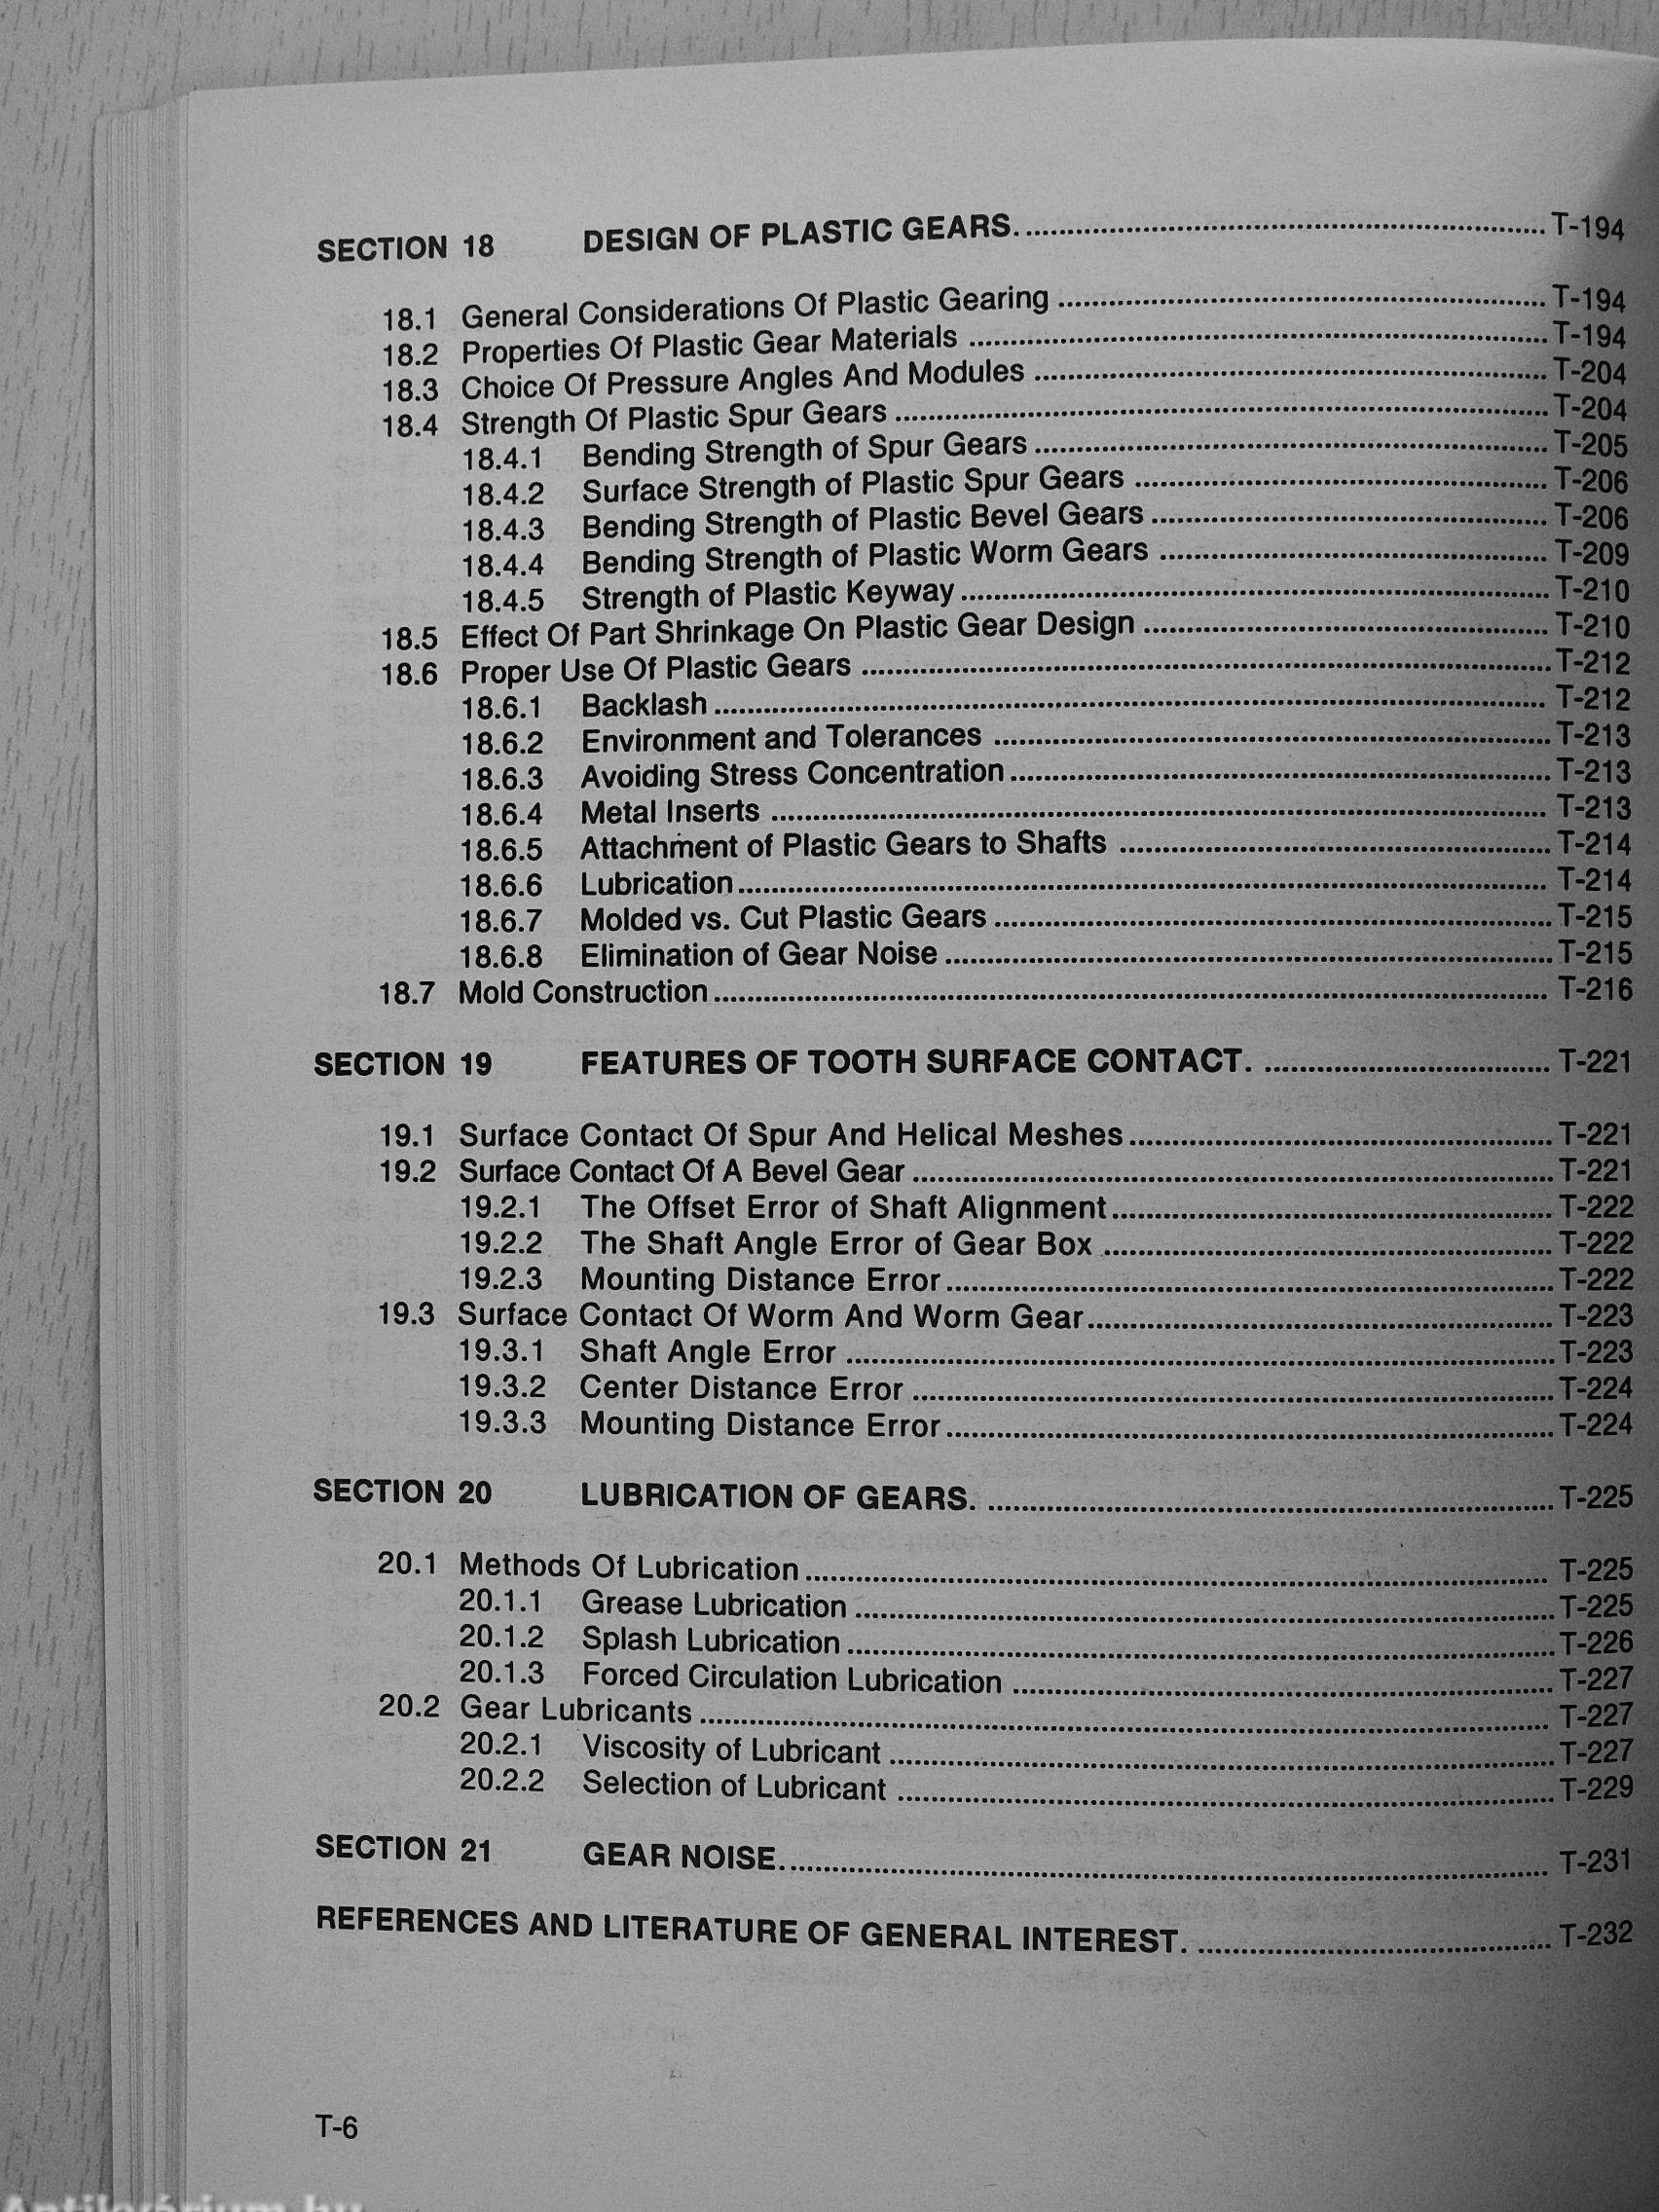 SECTION 18 DESIGN OF PLASTIC GEARS. T-194
18.1 General Considerations Of Plastic Gearing T-194
18.2 Properties Of Plastic Gear Materials T-194
18.3 Choice Of Pressure Angles And Modules T-204
18.4 Strength Of Plastic Spur Gears T-204
18.4.1 Bending Strength of Spur Gears T-205
18.4.2 Surface Strength of Plastic Spur Gears T-206
18.4.3 Bending Strength of Plastic Bevel Gears T-206
18.4.4 Bending Strength of Plastic Worm Gears T-209
18.4.5 Strength of Plastic Keyway T-210
18.5 Effect Of Part Shrinkage On Plastic Gear Design T-210
18.6 Proper Use Of Plastic Gears T-212
18.6.1 Backlash T-212
18.6.2 Environment and Tolerances T-213
18.6.3 Avoiding Stress Concentration T-213
18.6.4 Metal Inserts T-213
18.6.5 Attachment of Plastic Gears to Shafts T-214
18.6.6 Lubrication T-214
18.6.7 Molded vs. Cut Plastic Gears T-215
18.6.8 Elimination of Gear Noise T-215
18.7 Mold Construction T-216
SECTION 19 FEATURES OF TOOTH SURFACE CONTACT. T-221
19.1 Surface Contact Of Spur And Helical Meshes T-221
19.2 Surface Contact Of A Bevel Gear T-221
19.2.1 The Offset Error of Shaft Alignment T-222
19.2.2 The Shaft Angle Error of Gear Box T-222
19.2.3 Mounting Distance Error T-222
19.3 Surface Contact Of Worm And Worm Gear T-223
19.3.1 Shaft Angle Error T-223
19.3.2 Center Distance Error T-224
19.3.3 Mounting Distance Error T-224
SECTION 20 LUBRICATION OF GEARS. T-225
20.1 Methods Of Lubrication T-225
20.1.1 Grease Lubrication T-225
20.1.2 Splash Lubrication T-226
20.1.3 Forced Circulation Lubrication T-227
20.2 Gear Lubricants T-227
20.2.1 Viscosity of Lubricant T-227
20.2.2 Selection of Lubricant T-229
SECTION 21 GEAR NOISE. T-231
REFERENCES AND LITERATURE OF GENERAL INTEREST. T-232
T-6